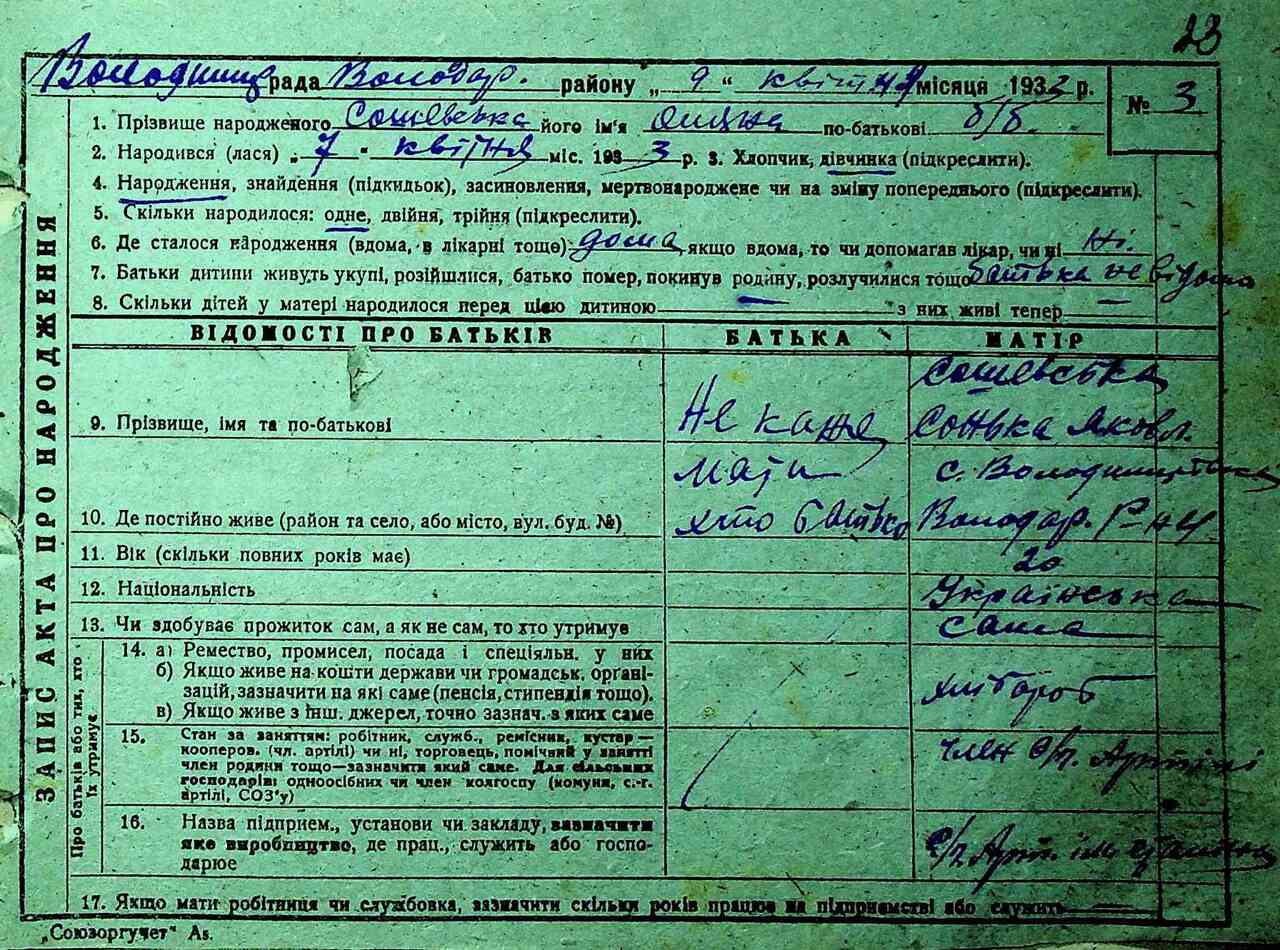 23
рада Володар. району „ 9 “ квітня місяця 1933 р.
№ 3
1. Прізвище народженого Сошевська його ім'я по-батькові б/б.
2. Народився (лася) „ 7 “ квітня міс. 1933 р. 3. Хлопчик, дівчинка (підкреслити).
4. Народження, знайдення (підкидьок), засиновлення, мертвонароджене чи на зміну попереднього (підкреслити).
5. Скільки народилося: одне, двійня, трійня (підкреслити).
6. Де сталося народження (вдома, в лікарні тощо) дома якщо вдома, то чи допомагав лікар, чи ні ні.
7. Батьки дитини живуть укупі, розійшлися, батько помер, покинув родину, розлучилися тощо батька не відомо
8. Скільки дітей у матері народилося перед цією дитиною — з них живі тепер —
ЗАПИС АКТА ПРО НАРОДЖЕННЯ
ВІДОМОСТІ ПРО БАТЬКІВ БАТЬКА МАТІР
Сошевська
9. Прізвище, імя та по-батькові Не каже Сонька Яковл.
мати с.
10. Де постійно живе (район та село, або місто, вул. буд. №) хто батько Володар. р-ну
11. Вік (скільки повних років має) 20
12. Національність Українська
13. Чи здобуває прожиток сам, а як не сам, то хто утримує сама
Про батьків або тих, хто їх утримує
14. а) Ремество, промисел, посада і спеціяльн. у них
б) Якщо живе на кошти держави чи громадськ. органі-
зацій, зазначити на які саме (пенсія, стипендія тощо). хлібороб
в) Якщо живе з інш. джерел, точно зазнач. з яких саме
15. Стан за заняттям: робітник, служб., ремісник, кустар—
кооперов. (чл. артілі) чи ні, торговець, помічний у занятті
член родини тощо—зазначити який саме. Для сільських член с/г. Артілі
господарів: одноосібних чи член колгоспу (комуни, с.-г.
артілі, СОЗ'у)
16. Назва підприєм., установи чи закладу, зазначити
яке виробництво, де прац., служить або госпо- с/г Арт. ім.
дарює
17. Якщо мати робітниця чи службовка, зазначити скільки років працює на підприємстві або служить —
„Союзоргучет“ А5.